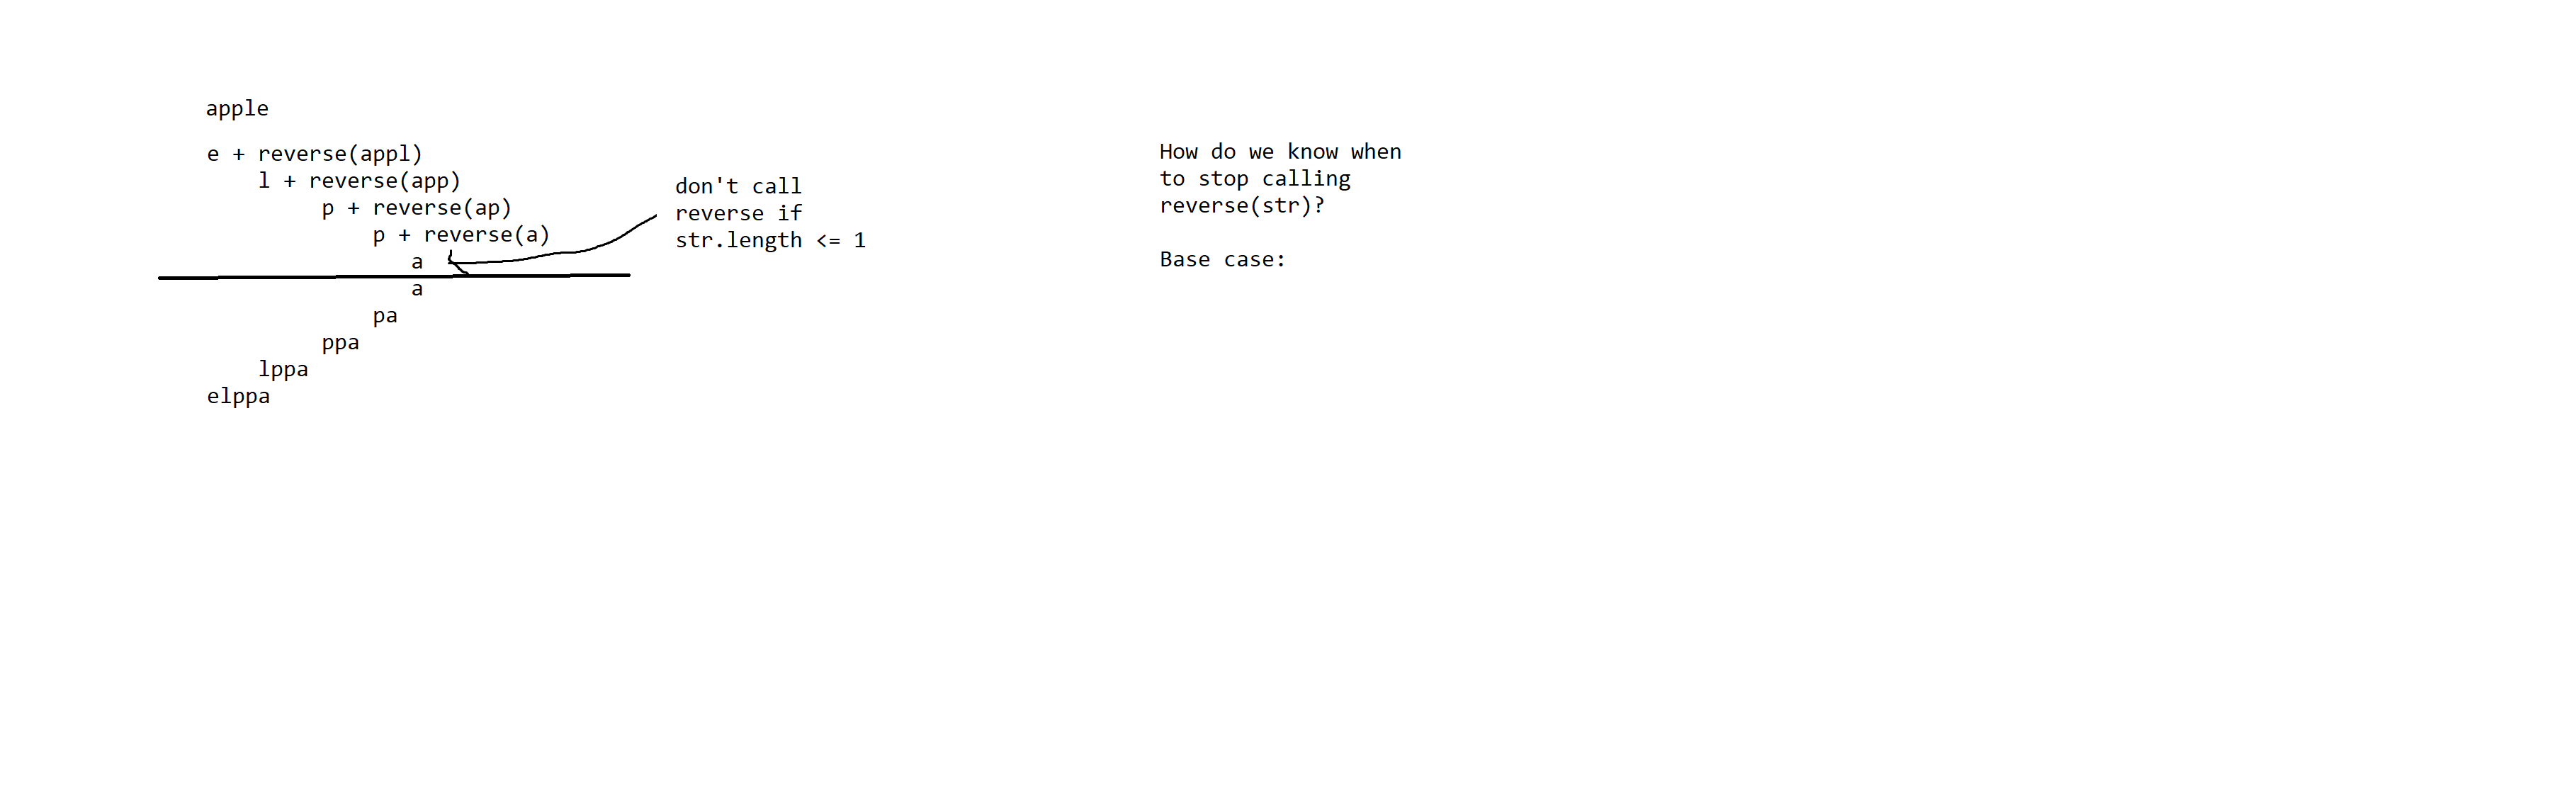 apple
e + reverse(appl)
l + reverse(app)
p + reverse(ap)
p + reverse(a)
a
a
pa
ppa
lppa
elppa
don't call
reverse if
str.length <= 1
How do we know when
to stop calling
reverse(str)?
Base case: